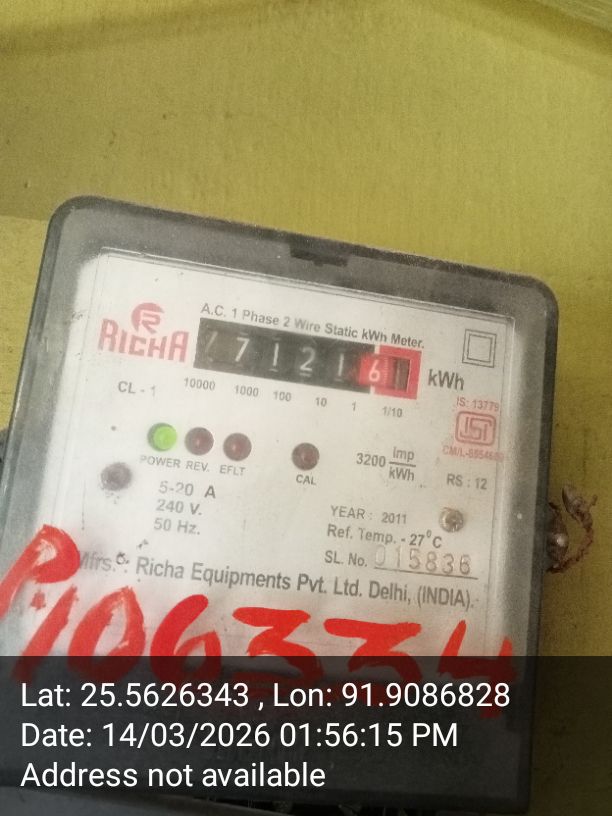 RICHA
A.C. 1 Phase 2 Wire Static kWh Meter.
7 7 1 2 1 6
kWh
CL - 1
10000 1000 100 10 1 1/10
IS: 13779
ISI
POWER REV. EFLT
CAL
3200 Imp/kWh
RS : 12
5-20 A
240 V.
50 Hz.
YEAR : 2011
Ref. Temp. - 27°C
SL. No. 015836
Mfrs. : Richa Equipments Pvt. Ltd. Delhi, (INDIA).
P,106334
Lat: 25.5626343 , Lon: 91.9086828
Date: 14/03/2026 01:56:15 PM
Address not available